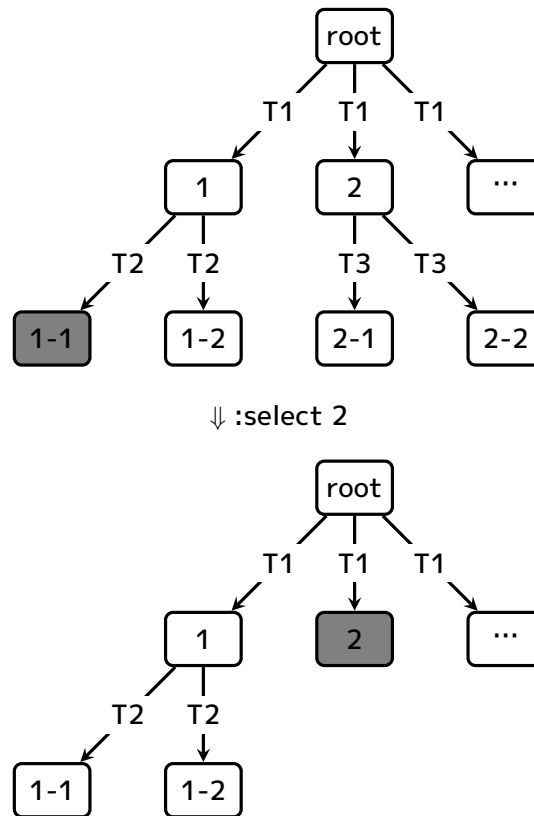 root
T1 T1 T1
1 2 ...
T2 T2 T3 T3
1-1 1-2 2-1 2-2
⇓ :select 2
root
T1 T1 T1
1 2 ...
T2 T2
1-1 1-2